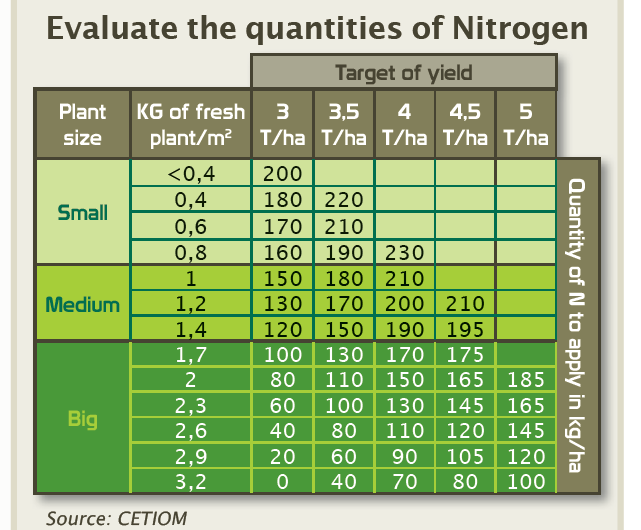 Evaluate the quantities of Nitrogen
Target of yield
Plant size KG of fresh plant/m² 3 T/ha 3,5 T/ha 4 T/ha 4,5 T/ha 5 T/ha
Small
<0,4 200
0,4 180 220
0,6 170 210
0,8 160 190 230
Medium
1 150 180 210
1,2 130 170 200 210
1,4 120 150 190 195
Big
1,7 100 130 170 175
2 80 110 150 165 185
2,3 60 100 130 145 165
2,6 40 80 110 120 145
2,9 20 60 90 105 120
3,2 0 40 70 80 100
Quantity of N to apply in kg/ha
Source: CETIOM